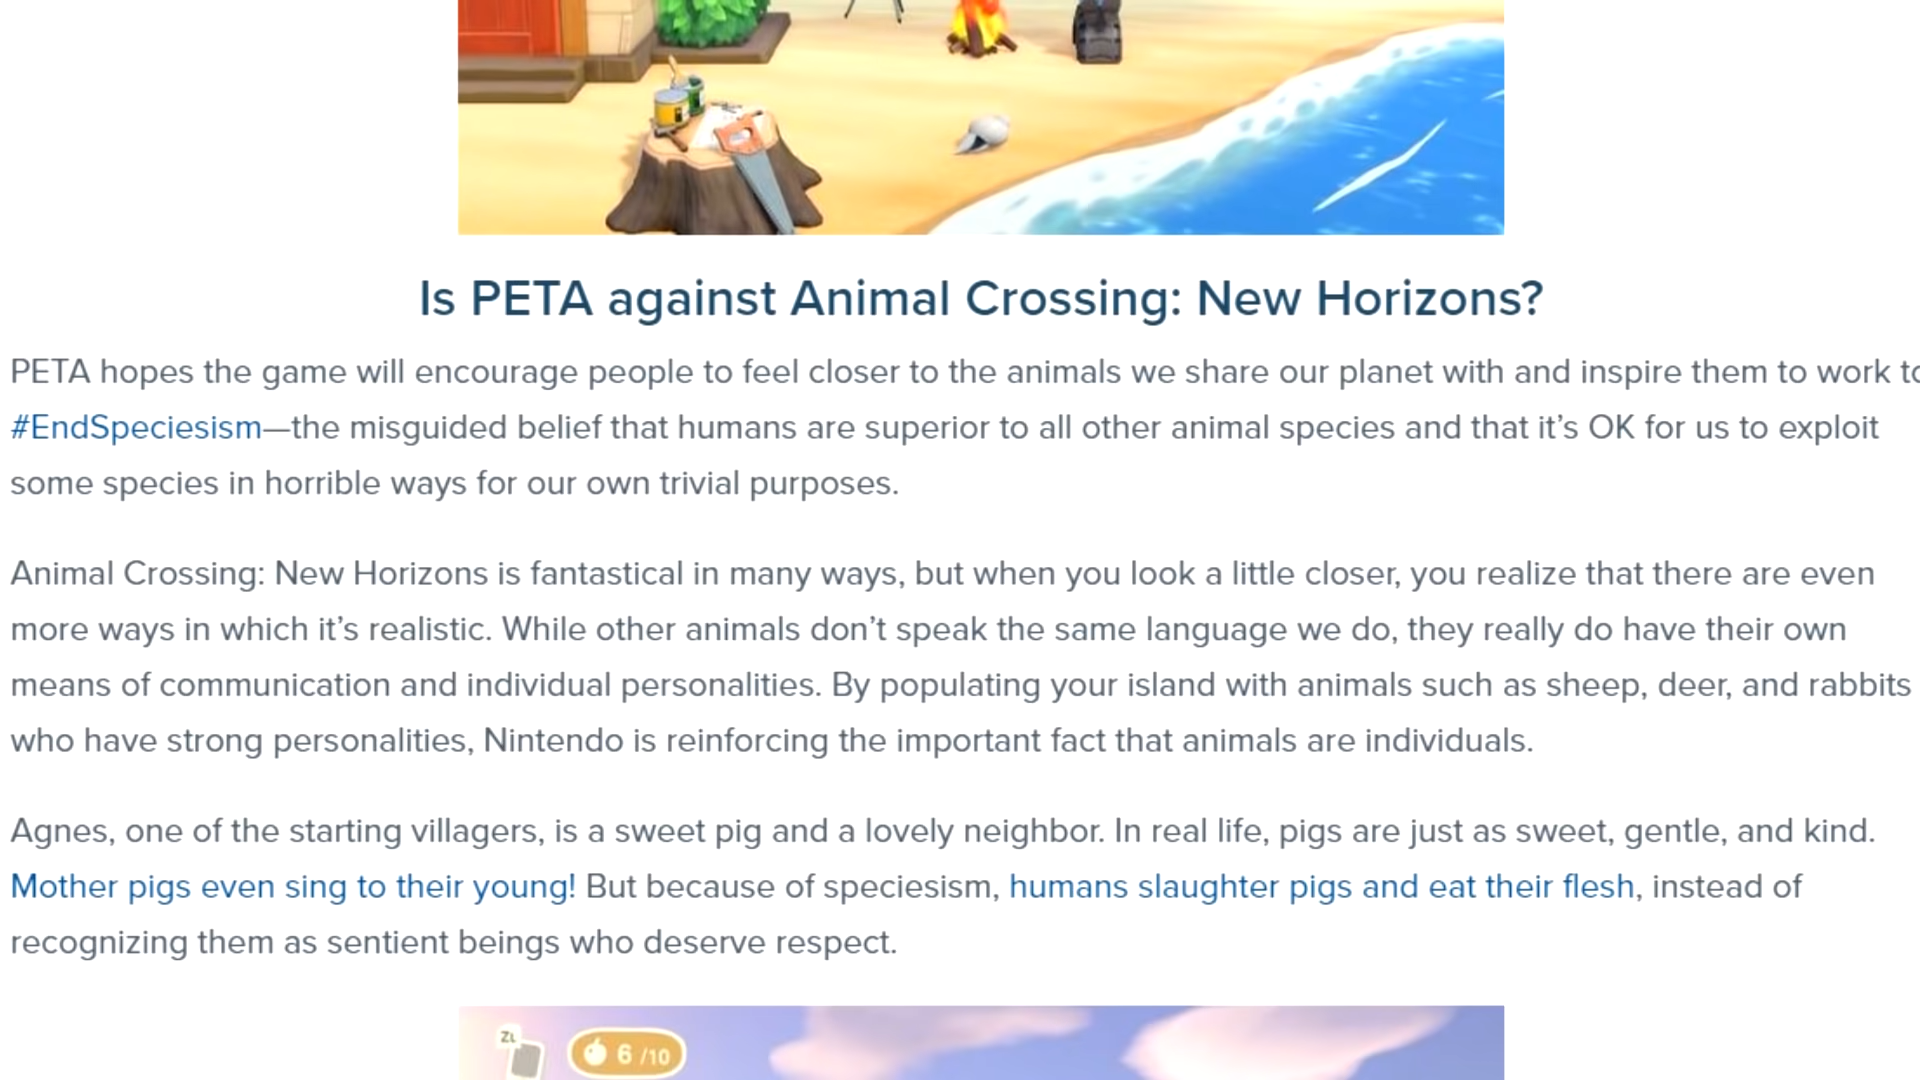 Is PETA against Animal Crossing: New Horizons?
PETA hopes the game will encourage people to feel closer to the animals we share our planet with and inspire them to work to
#EndSpeciesism—the misguided belief that humans are superior to all other animal species and that it’s OK for us to exploit
some species in horrible ways for our own trivial purposes.
Animal Crossing: New Horizons is fantastical in many ways, but when you look a little closer, you realize that there are even
more ways in which it’s realistic. While other animals don’t speak the same language we do, they really do have their own
means of communication and individual personalities. By populating your island with animals such as sheep, deer, and rabbits
who have strong personalities, Nintendo is reinforcing the important fact that animals are individuals.
Agnes, one of the starting villagers, is a sweet pig and a lovely neighbor. In real life, pigs are just as sweet, gentle, and kind.
Mother pigs even sing to their young! But because of speciesism, humans slaughter pigs and eat their flesh, instead of
recognizing them as sentient beings who deserve respect.
ZL 6 /10